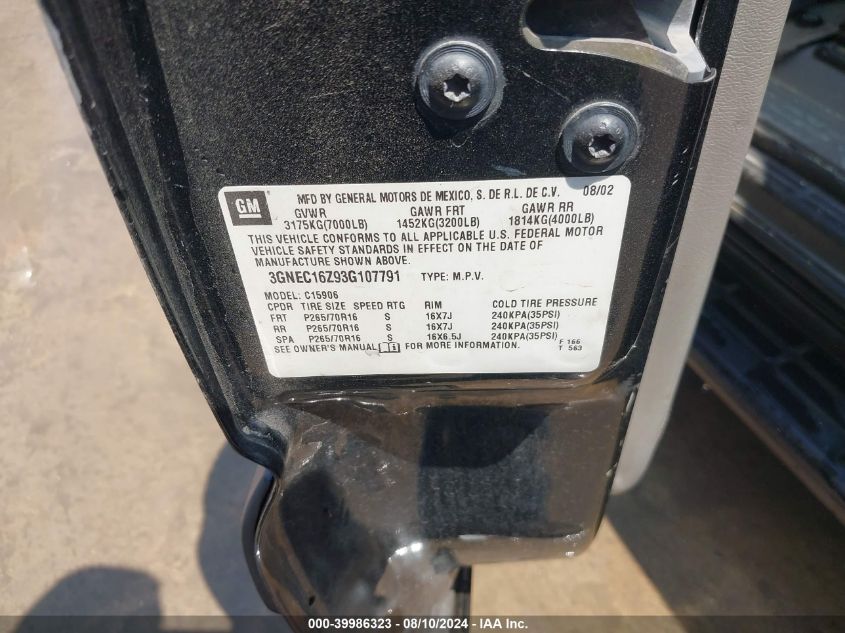 GM MFD BY GENERAL MOTORS DE MEXICO, S. DE R.L. DE C.V. 08/02
GVWR GAWR FRT GAWR RR
3175KG(7000LB) 1452KG(3200LB) 1814KG(4000LB)
THIS VEHICLE CONFORMS TO ALL APPLICABLE U.S. FEDERAL MOTOR
VEHICLE SAFETY STANDARDS IN EFFECT ON THE DATE OF
MANUFACTURE SHOWN ABOVE.
3GNEC16Z93G107791 TYPE: M.P.V.
MODEL: C15906
CPDR TIRE SIZE SPEED RTG RIM COLD TIRE PRESSURE
FRT P265/70R16 S 16X7J 240KPA(35PSI)
RR P265/70R16 S 16X7J 240KPA(35PSI)
SPA P265/70R16 S 16X6.5J 240KPA(35PSI)
SEE OWNER'S MANUAL FOR MORE INFORMATION.
F 166
T 563
000-39986323 — 08/10/2024 — IAA Inc.